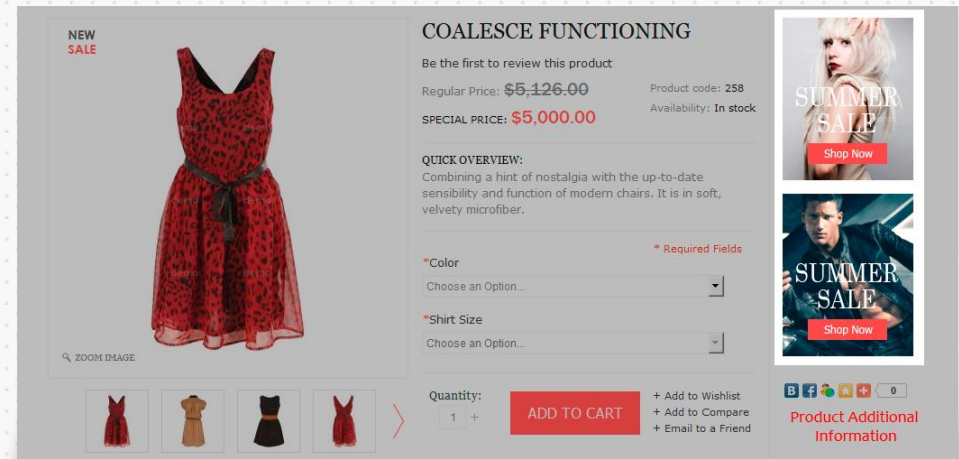 NEW
SALE
demo
demo
demo
demo
ZOOM IMAGE
COALESCE FUNCTIONING
Be the first to review this product
Regular Price: $5,126.00
Product code: 258
Availability: In stock
SPECIAL PRICE: $5,000.00
QUICK OVERVIEW:
Combining a hint of nostalgia with the up-to-date
sensibility and function of modern chairs. It is in soft,
velvety microfiber.
* Required Fields
*Color
Choose an Option...
*Shirt Size
Choose an Option...
Quantity:
1 +
ADD TO CART
+ Add to Wishlist
+ Add to Compare
+ Email to a Friend
SUMMER
SALE
Shop Now
SUMMER
SALE
Shop Now
B f + 0
Product Additional
Information